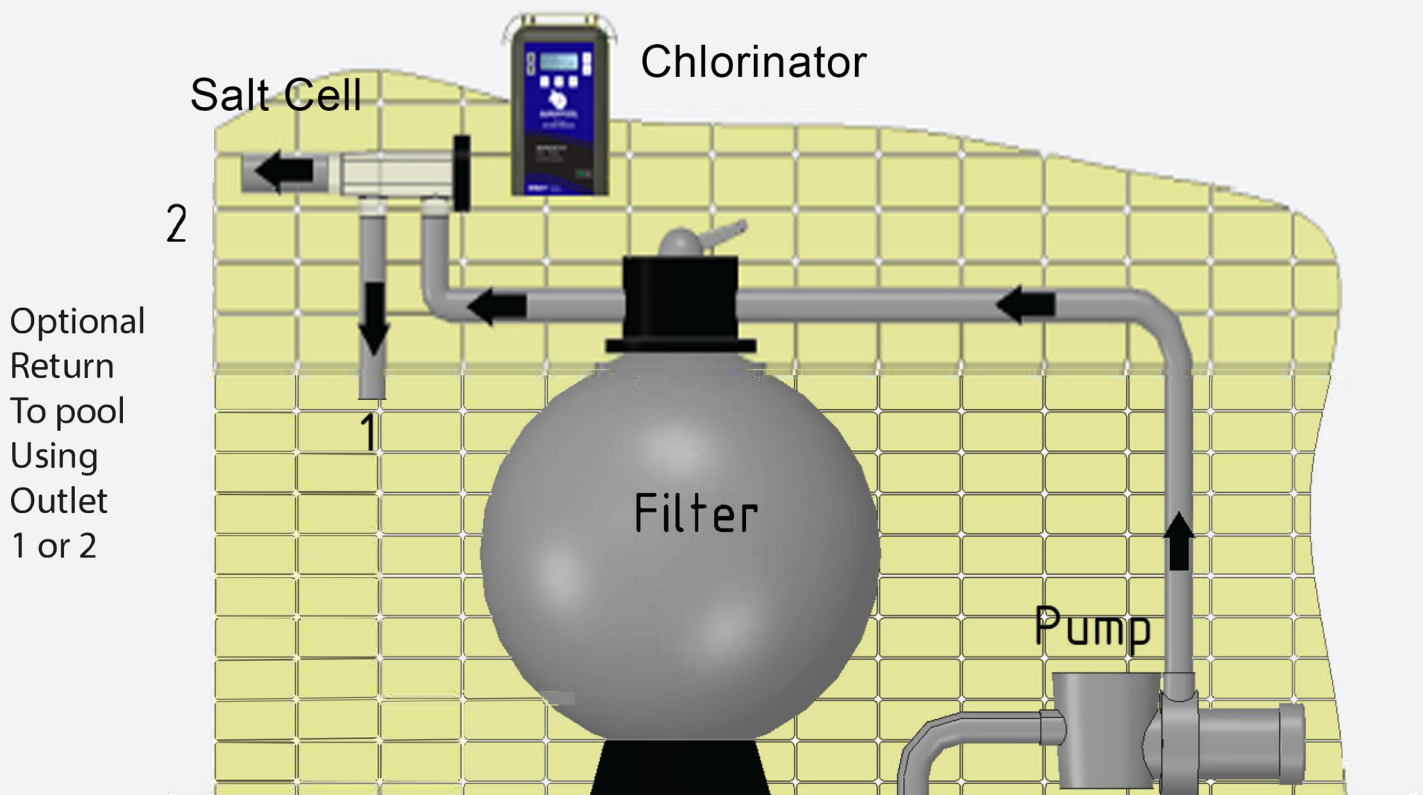 Chlorinator
Salt Cell
2
Optional
Return
To pool
Using
Outlet
1 or 2
1
Filter
Pump